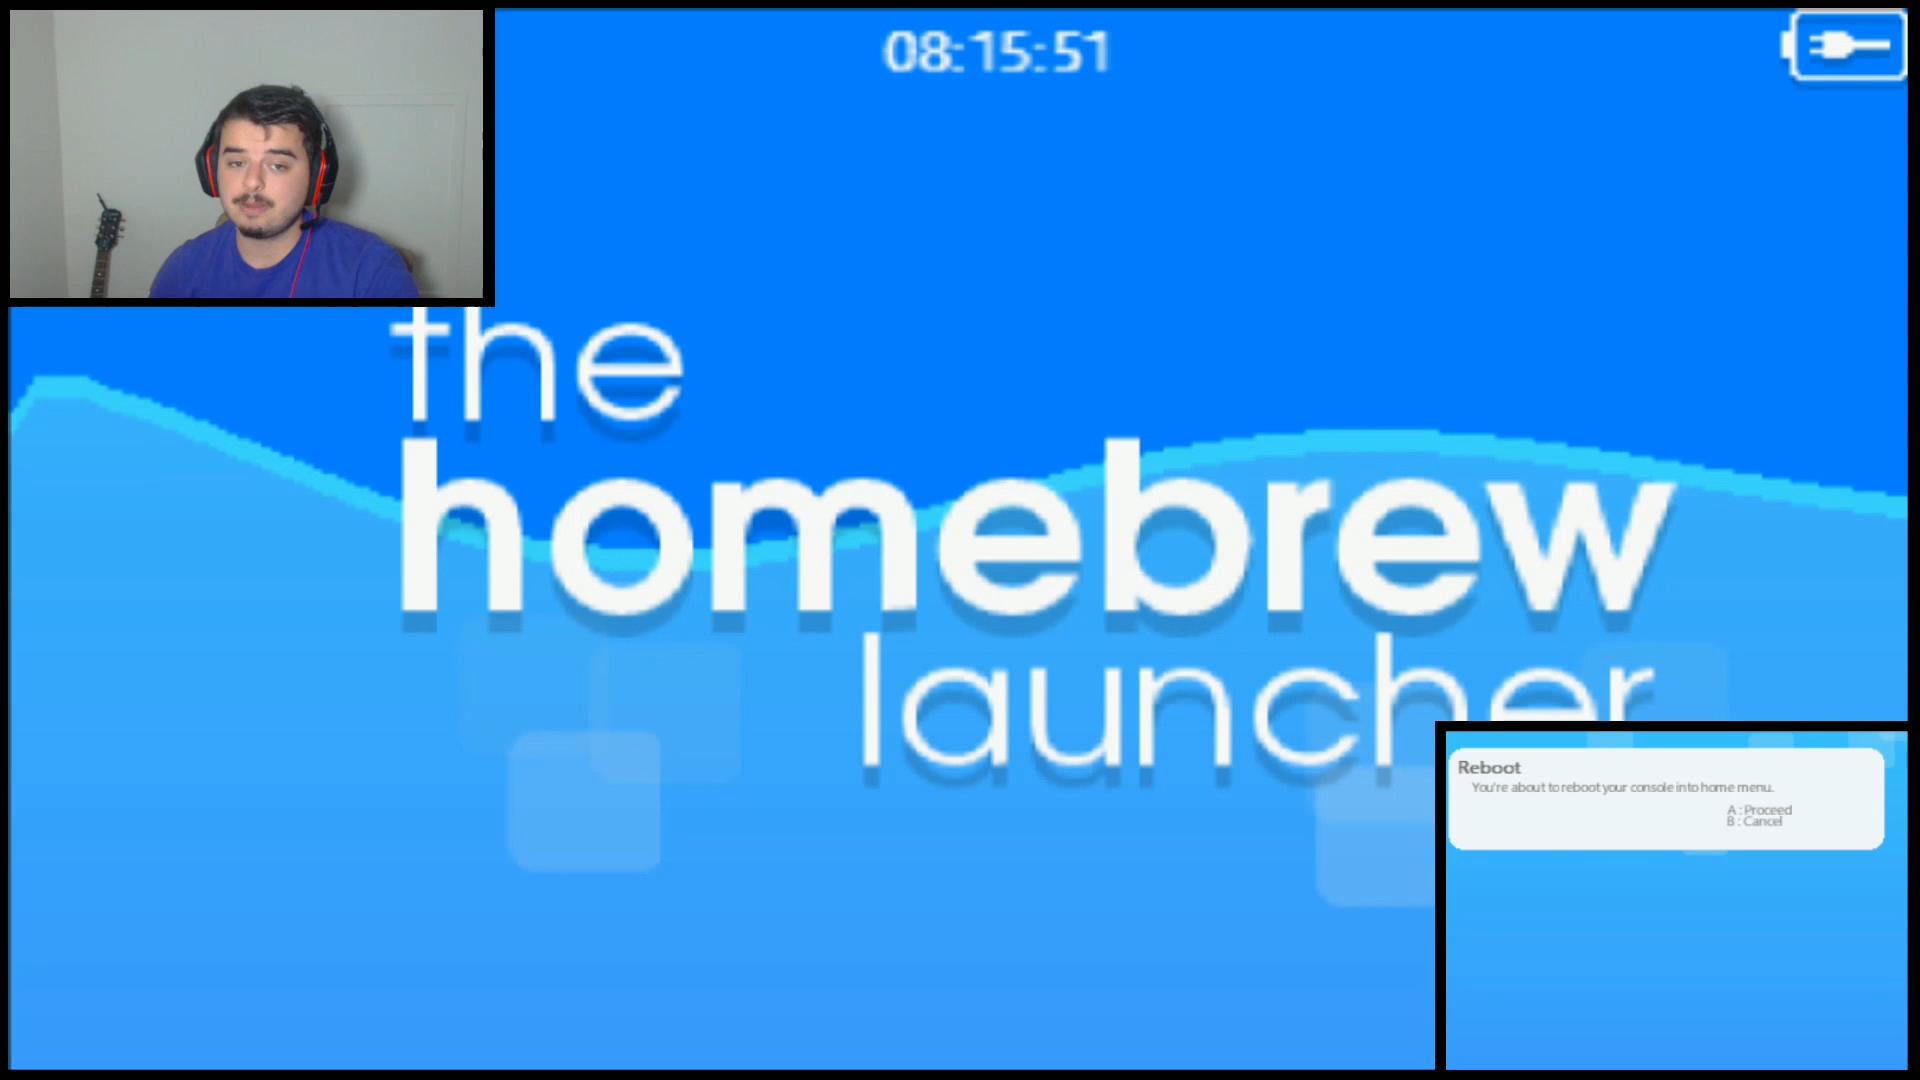 08:15:51
the
homebrew
launcher
Reboot
You're about to reboot your console into home menu.
A : Proceed
B : Cancel